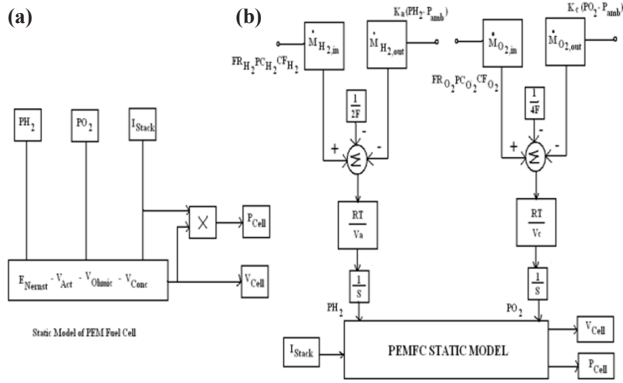 (a)
PH2
PO2
IStack
X
PCell
ENernst - VAct - VOhmic - VConc
VCell
Static Model of PEM Fuel Cell
(b)
Ka(PH2- Pamb)
Kc(PO2- Pamb)
ṀH2,in
ṀH2,out
ṀO2,in
ṀO2,out
FRH2PCH2CFH2
FRO2PCO2CFO2
1/2F
1/4F
-
-
+
Σ
-
+
Σ
-
RT/Va
RT/Vc
1/S
1/S
PH2
PO2
IStack
PEMFC STATIC MODEL
VCell
PCell